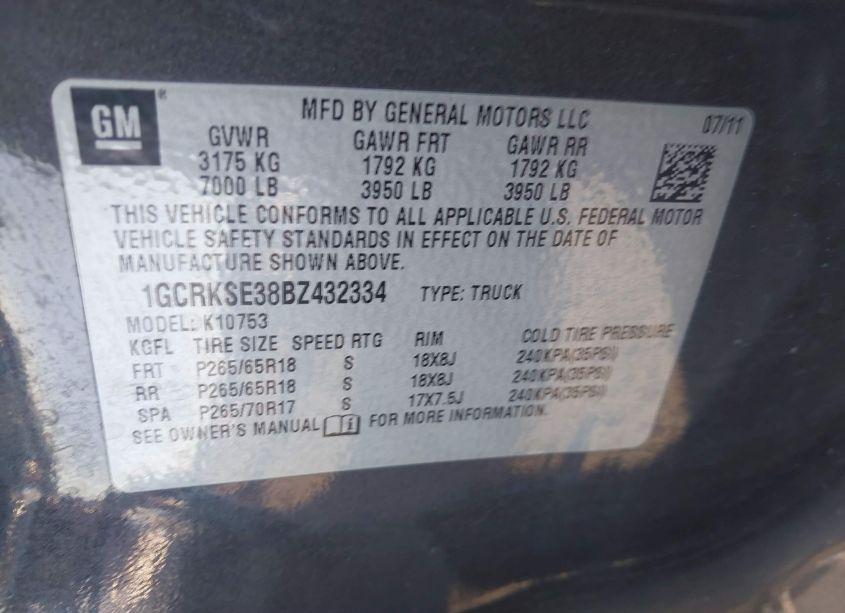 GM®
MFD BY GENERAL MOTORS LLC 07/11
GVWR GAWR FRT GAWR RR
3175 KG 1792 KG 1792 KG
7000 LB 3950 LB 3950 LB
THIS VEHICLE CONFORMS TO ALL APPLICABLE U.S. FEDERAL MOTOR
VEHICLE SAFETY STANDARDS IN EFFECT ON THE DATE OF
MANUFACTURE SHOWN ABOVE.
1GCRKSE38BZ432334 TYPE: TRUCK
MODEL: K10753
KGFL TIRE SIZE SPEED RTG RIM COLD TIRE PRESSURE
FRT P265/65R18 S 18X8J 240KPA(35PSI)
RR P265/65R18 S 18X8J 240KPA(35PSI)
SPA P265/70R17 S 17X7.5J 240KPA(35PSI)
SEE OWNER'S MANUAL FOR MORE INFORMATION.